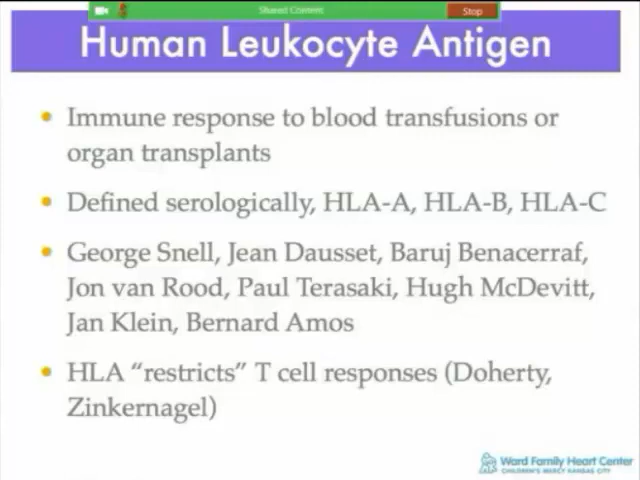 Shared Content
Stop
Human Leukocyte Antigen
• Immune response to blood transfusions or
organ transplants
• Defined serologically, HLA-A, HLA-B, HLA-C
• George Snell, Jean Dausset, Baruj Benacerraf,
Jon van Rood, Paul Terasaki, Hugh McDevitt,
Jan Klein, Bernard Amos
• HLA “restricts” T cell responses (Doherty,
Zinkernagel)
Ward Family Heart Center
CHILDREN'S MERCY KANSAS CITY